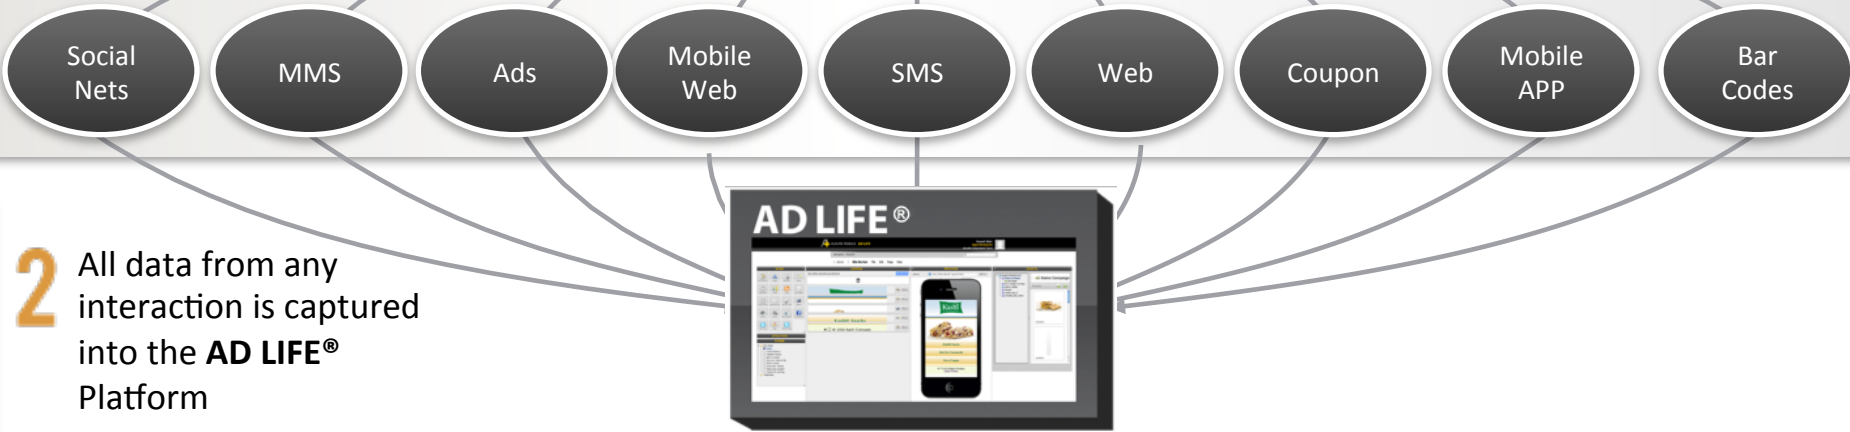 Social
Nets
MMS
Ads
Mobile
Web
SMS
Web
Coupon
Mobile
APP
Bar
Codes
AD LIFE®
Kashi
2
All data from any
interaction is captured
into the AD LIFE®
Platform